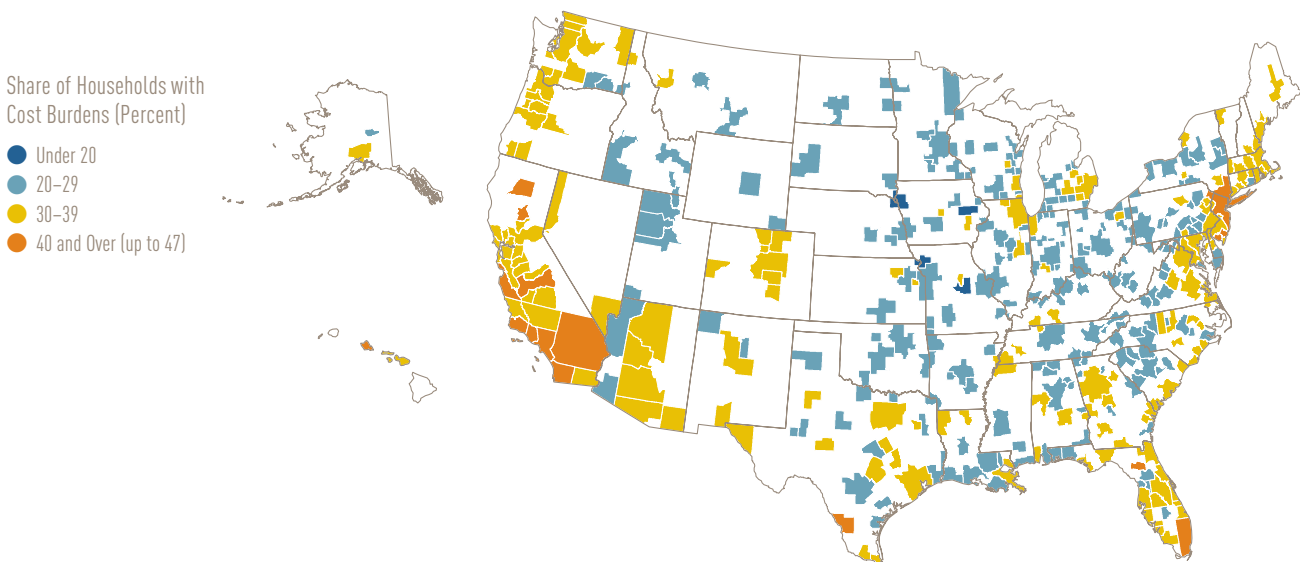 Share of Households with
Cost Burdens (Percent)
Under 20
20–29
30–39
40 and Over (up to 47)